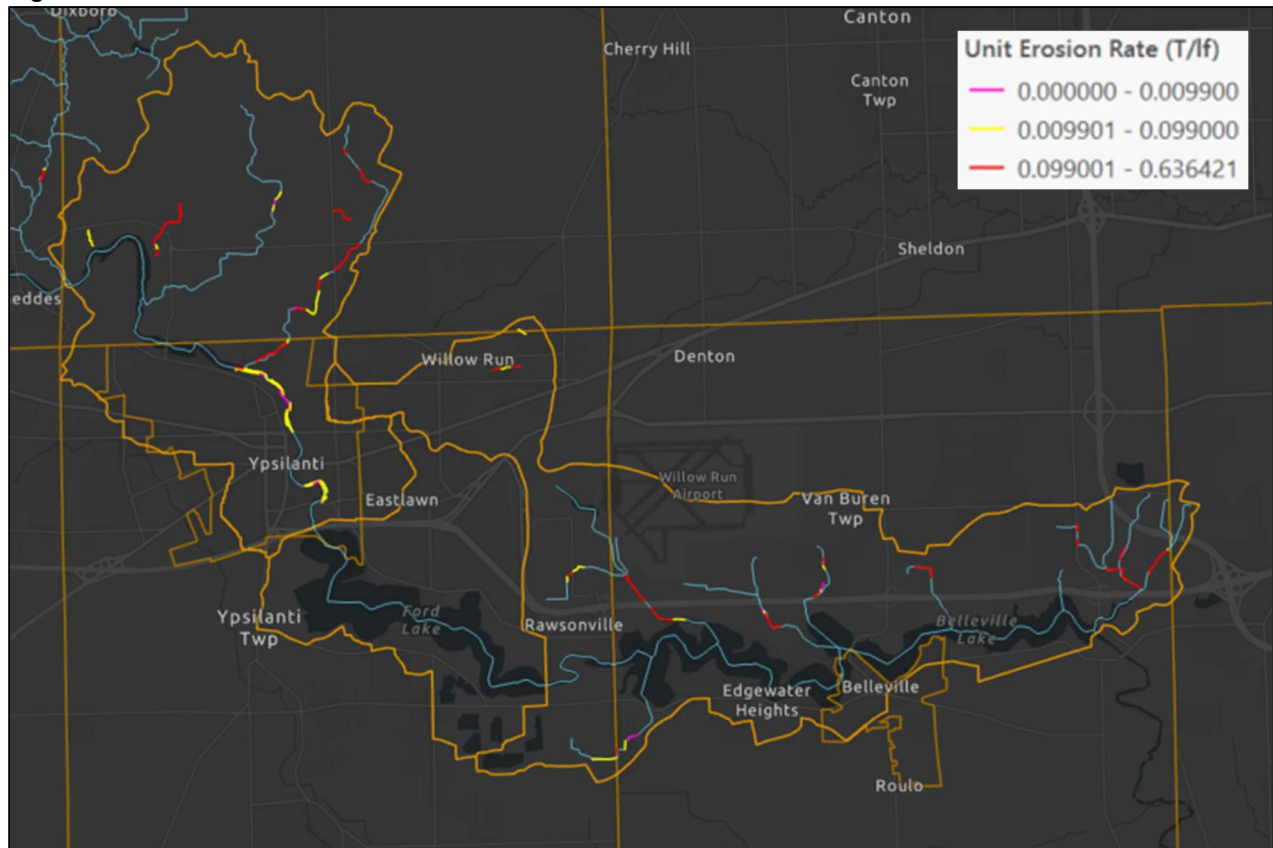 Dixboro
Canton
Cherry Hill
Unit Erosion Rate (T/lf)
0.000000 - 0.009900
0.009901 - 0.099000
0.099001 - 0.636421
Canton
Twp
Sheldon
eddes
Willow Run
Denton
Ypsilanti
Eastlawn
Willow Run
Airport
Van Buren
Twp
Ypsilanti
Twp
Ford
Lake
Rawsonville
Belleville
Lake
Edgewater
Heights
Belleville
Roulo